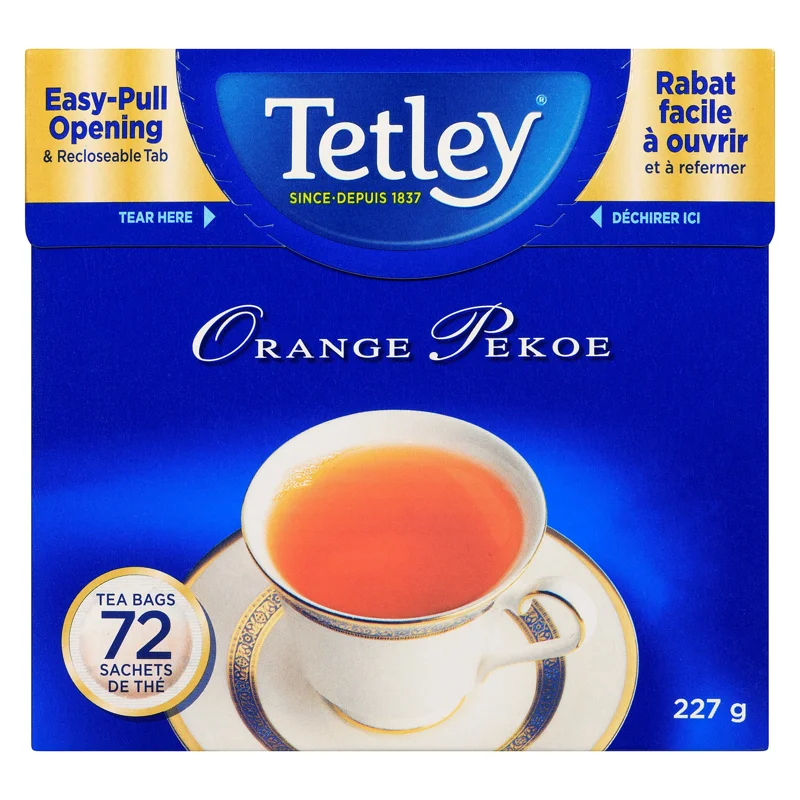 Easy-Pull
Opening
& Recloseable Tab
TEAR HERE
Tetley®
SINCE·DEPUIS 1837
Rabat
facile
à ouvrir
et à refermer
DÉCHIRER ICI
ORANGE PEKOE
TEA BAGS
72
SACHETS
DE THÉ
227 g